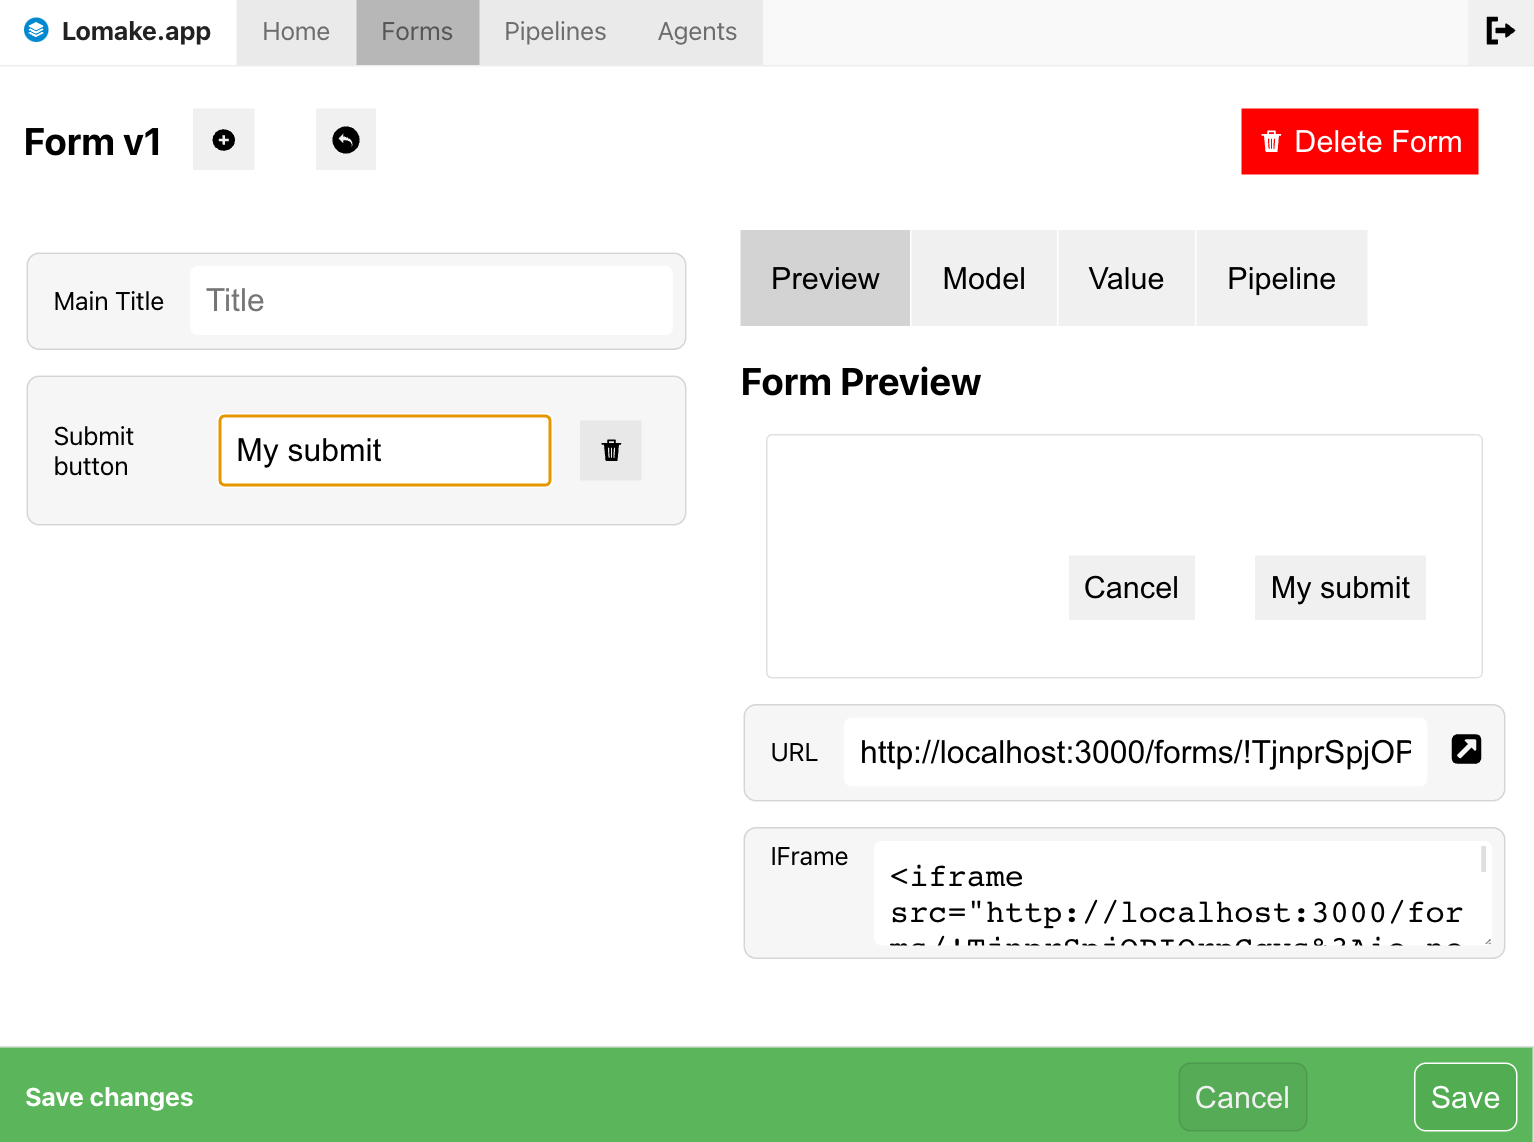 Lomake.app
Home
Forms
Pipelines
Agents
Form v1
Delete Form
Main Title
Title
Submit
button
My submit
Preview
Model
Value
Pipeline
Form Preview
Cancel
My submit
URL
http://localhost:3000/forms/!TjnprSpjOP
IFrame
<iframe
src="http://localhost:3000/for
Save changes
Cancel
Save